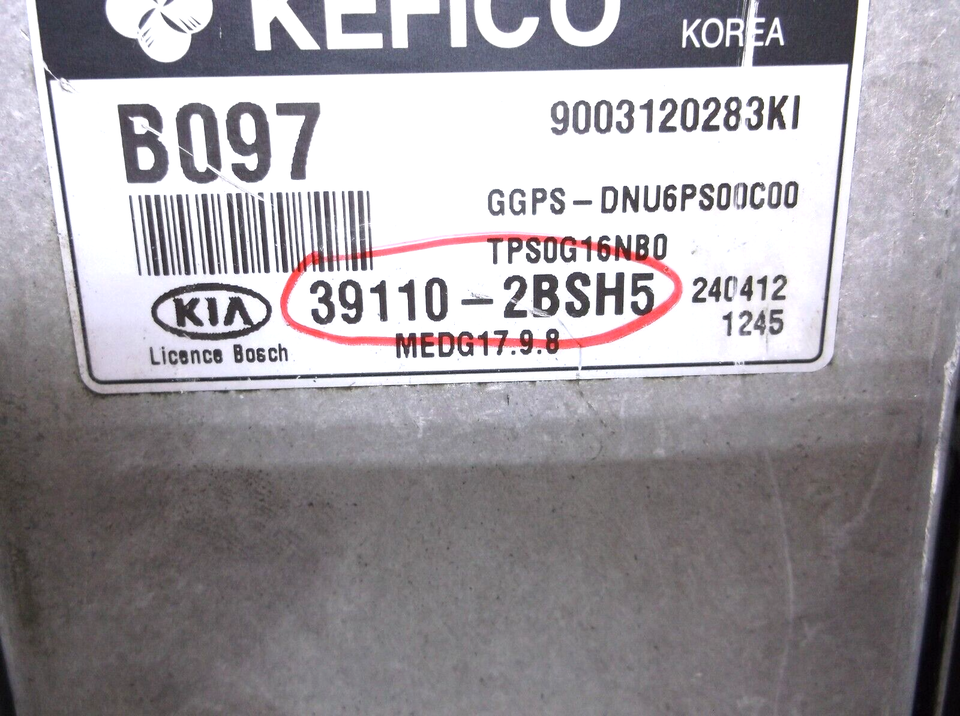 KEFICO
KOREA
B097
9003120283KI
GGPS-DNU6PS00C00
TPS0G16NB0
KIA
39110-2BSH5
240412
1245
Licence Bosch
MEDG17.9.8